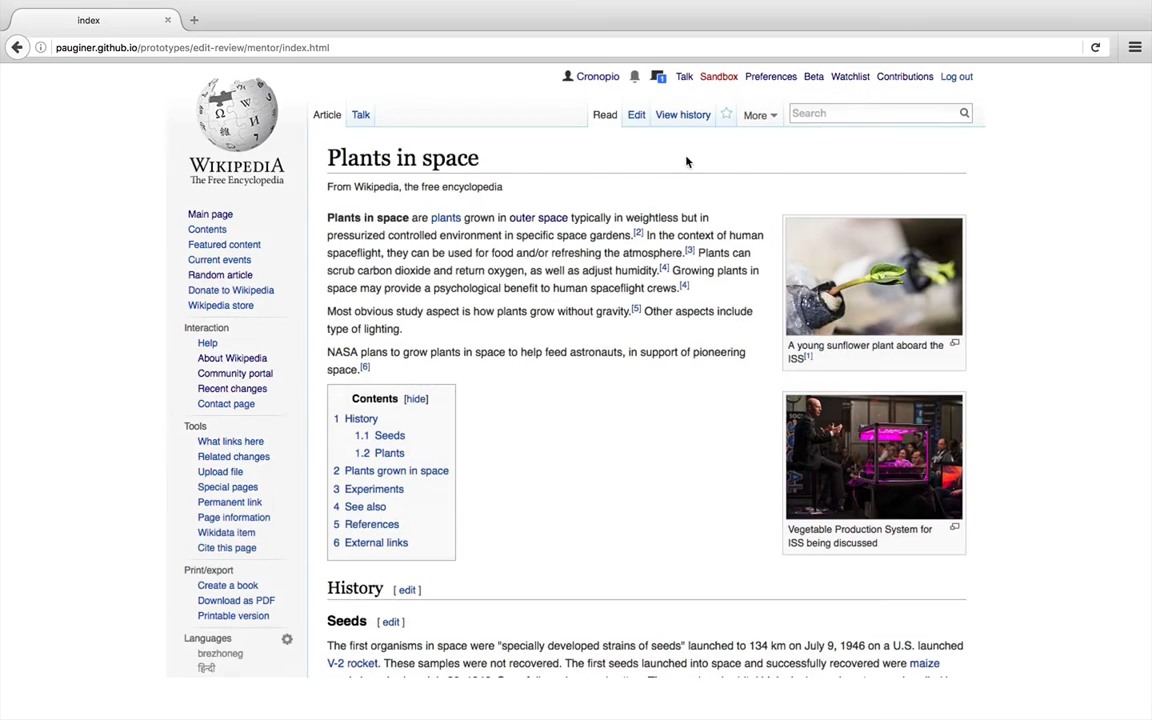 index
pauginer.github.io/prototypes/edit-review/mentor/index.html
Cronopio 1 Talk Sandbox Preferences Beta Watchlist Contributions Log out
Article Talk Read Edit View history More Search
WIKIPEDIA
The Free Encyclopedia
Main page
Contents
Featured content
Current events
Random article
Donate to Wikipedia
Wikipedia store
Interaction
Help
About Wikipedia
Community portal
Recent changes
Contact page
Tools
What links here
Related changes
Upload file
Special pages
Permanent link
Page information
Wikidata item
Cite this page
Print/export
Create a book
Download as PDF
Printable version
Languages
brezhoneg
हिन्दी
Plants in space
From Wikipedia, the free encyclopedia
Plants in space are plants grown in outer space typically in weightless but in
pressurized controlled environment in specific space gardens.[2] In the context of human
spaceflight, they can be used for food and/or refreshing the atmosphere.[3] Plants can
scrub carbon dioxide and return oxygen, as well as adjust humidity.[4] Growing plants in
space may provide a psychological benefit to human spaceflight crews.[4]
Most obvious study aspect is how plants grow without gravity.[5] Other aspects include
type of lighting.
NASA plans to grow plants in space to help feed astronauts, in support of pioneering
space.[6]
A young sunflower plant aboard the
ISS[1]
Vegetable Production System for
ISS being discussed
Contents [hide]
1 History
1.1 Seeds
1.2 Plants
2 Plants grown in space
3 Experiments
4 See also
5 References
6 External links
History [ edit ]
Seeds [ edit ]
The first organisms in space were "specially developed strains of seeds" launched to 134 km on July 9, 1946 on a U.S. launched
V-2 rocket. These samples were not recovered. The first seeds launched into space and successfully recovered were maize